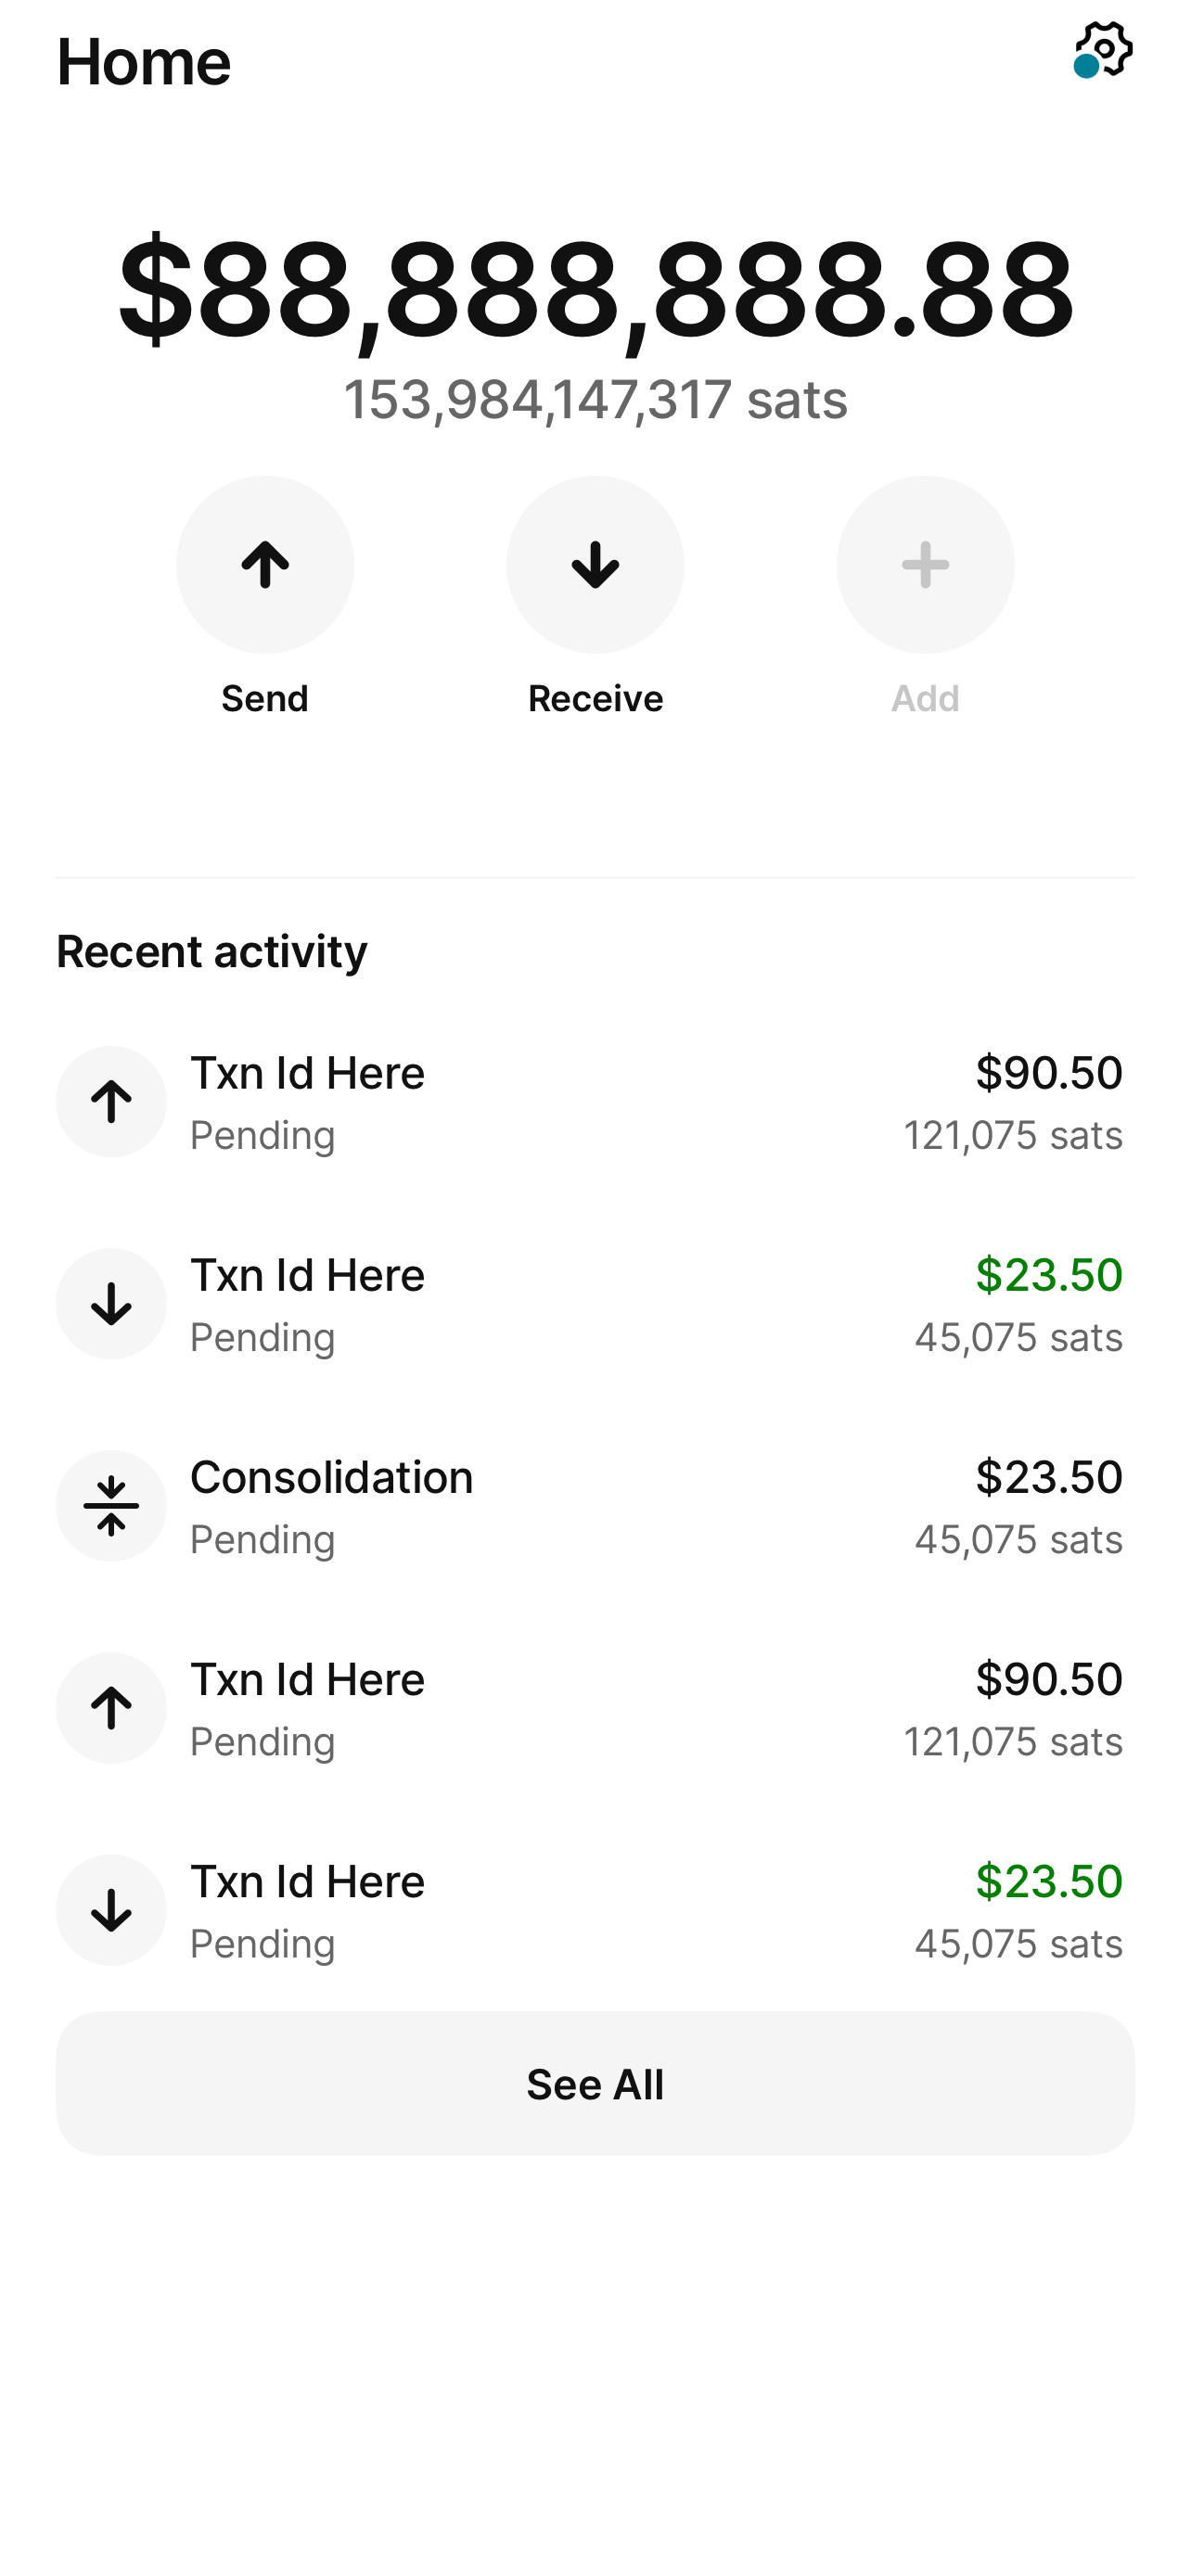 Home
$88,888,888.88
153,984,147,317 sats
Send Receive Add
Recent activity
Txn Id Here $90.50
Pending 121,075 sats
Txn Id Here $23.50
Pending 45,075 sats
Consolidation $23.50
Pending 45,075 sats
Txn Id Here $90.50
Pending 121,075 sats
Txn Id Here $23.50
Pending 45,075 sats
See All